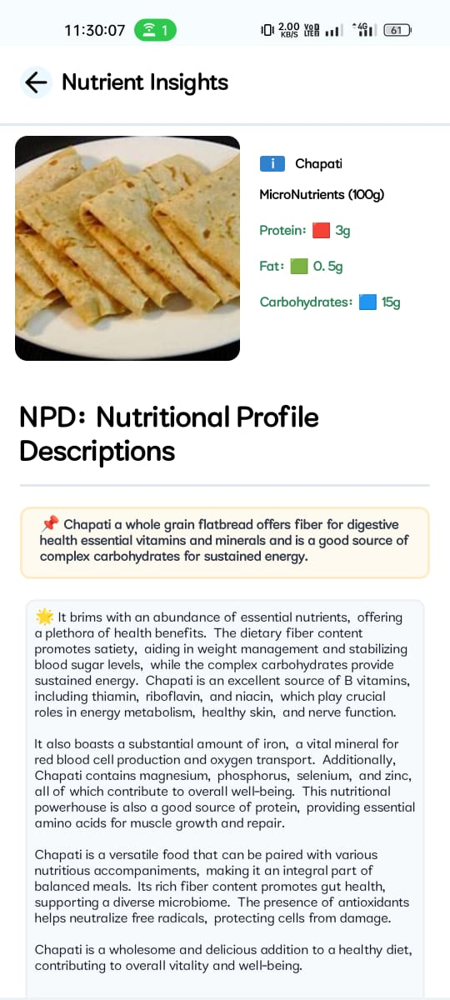 11:30:07 1 2.00 KB/S VoD LTE 4G 61
Nutrient Insights
i Chapati
MicroNutrients (100g)
Protein: 3g
Fat: 0.5g
Carbohydrates: 15g
NPD: Nutritional Profile
Descriptions
Chapati a whole grain flatbread offers fiber for digestive
health essential vitamins and minerals and is a good source of
complex carbohydrates for sustained energy.
It brims with an abundance of essential nutrients, offering
a plethora of health benefits. The dietary fiber content
promotes satiety, aiding in weight management and stabilizing
blood sugar levels, while the complex carbohydrates provide
sustained energy. Chapati is an excellent source of B vitamins,
including thiamin, riboflavin, and niacin, which play crucial
roles in energy metabolism, healthy skin, and nerve function.
It also boasts a substantial amount of iron, a vital mineral for
red blood cell production and oxygen transport. Additionally,
Chapati contains magnesium, phosphorus, selenium, and zinc,
all of which contribute to overall well-being. This nutritional
powerhouse is also a good source of protein, providing essential
amino acids for muscle growth and repair.
Chapati is a versatile food that can be paired with various
nutritious accompaniments, making it an integral part of
balanced meals. Its rich fiber content promotes gut health,
supporting a diverse microbiome. The presence of antioxidants
helps neutralize free radicals, protecting cells from damage.
Chapati is a wholesome and delicious addition to a healthy diet,
contributing to overall vitality and well-being.